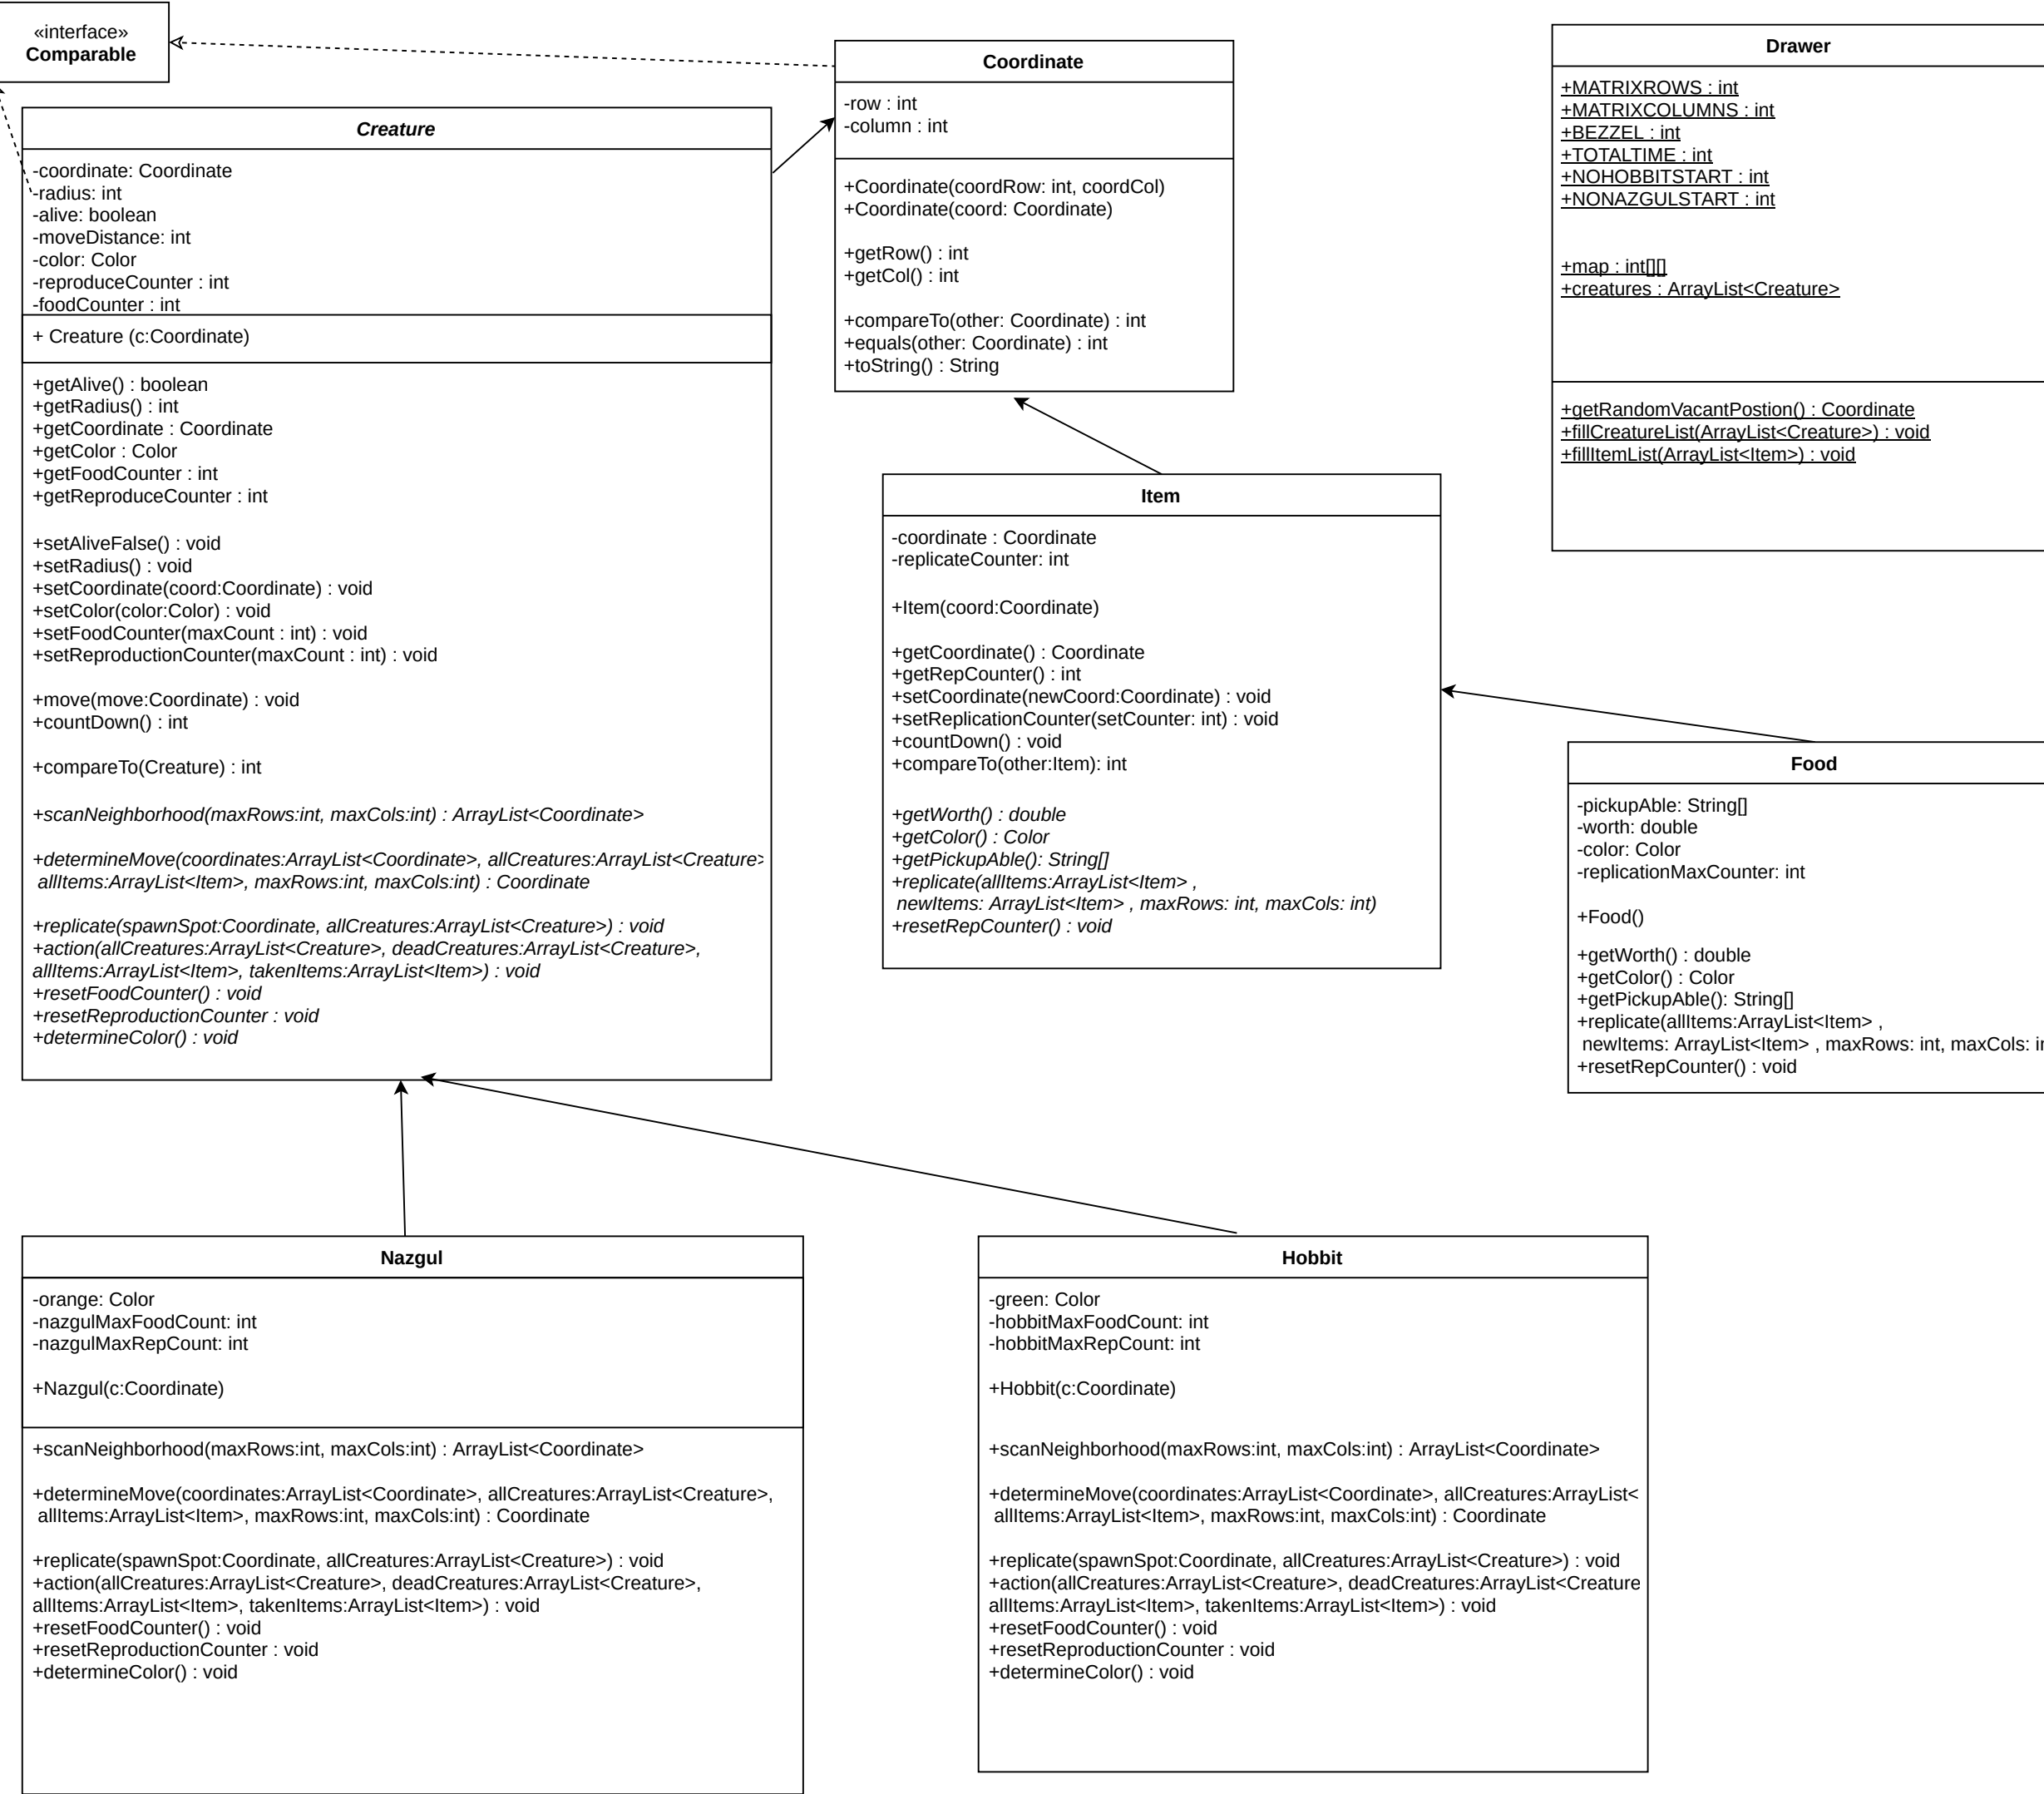 «interface»
Comparable
Creature
-coordinate: Coordinate
-radius: int
-alive: boolean
-moveDistance: int
-color: Color
-reproduceCounter : int
-foodCounter : int
+ Creature (c:Coordinate)
+getAlive() : boolean
+getRadius() : int
+getCoordinate : Coordinate
+getColor : Color
+getFoodCounter : int
+getReproduceCounter : int
+setAliveFalse() : void
+setRadius() : void
+setCoordinate(coord:Coordinate) : void
+setColor(color:Color) : void
+setFoodCounter(maxCount : int) : void
+setReproductionCounter(maxCount : int) : void
+move(move:Coordinate) : void
+countDown() : int
+compareTo(Creature) : int
+scanNeighborhood(maxRows:int, maxCols:int) : ArrayList<Coordinate>
+determineMove(coordinates:ArrayList<Coordinate>, allCreatures:ArrayList<Creature>
allItems:ArrayList<Item>, maxRows:int, maxCols:int) : Coordinate
+replicate(spawnSpot:Coordinate, allCreatures:ArrayList<Creature>) : void
+action(allCreatures:ArrayList<Creature>, deadCreatures:ArrayList<Creature>,
allItems:ArrayList<Item>, takenItems:ArrayList<Item>) : void
+resetFoodCounter() : void
+resetReproductionCounter : void
+determineColor() : void
Coordinate
-row : int
-column : int
+Coordinate(coordRow: int, coordCol)
+Coordinate(coord: Coordinate)
+getRow() : int
+getCol() : int
+compareTo(other: Coordinate) : int
+equals(other: Coordinate) : int
+toString() : String
Drawer
+MATRIXROWS : int
+MATRIXCOLUMNS : int
+BEZZEL : int
+TOTALTIME : int
+NOHOBBITSTART : int
+NONAZGULSTART : int
+map : int[][]
+creatures : ArrayList<Creature>
+getRandomVacantPostion() : Coordinate
+fillCreatureList(ArrayList<Creature>) : void
+fillItemList(ArrayList<Item>) : void
Item
-coordinate : Coordinate
-replicateCounter: int
+Item(coord:Coordinate)
+getCoordinate() : Coordinate
+getRepCounter() : int
+setCoordinate(newCoord:Coordinate) : void
+setReplicationCounter(setCounter: int) : void
+countDown() : void
+compareTo(other:Item): int
+getWorth() : double
+getColor() : Color
+getPickupAble(): String[]
+replicate(allItems:ArrayList<Item> ,
newItems: ArrayList<Item> , maxRows: int, maxCols: int)
+resetRepCounter() : void
Food
-pickupAble: String[]
-worth: double
-color: Color
-replicationMaxCounter: int
+Food()
+getWorth() : double
+getColor() : Color
+getPickupAble(): String[]
+replicate(allItems:ArrayList<Item> ,
newItems: ArrayList<Item> , maxRows: int, maxCols:
+resetRepCounter() : void
Nazgul
-orange: Color
-nazgulMaxFoodCount: int
-nazgulMaxRepCount: int
+Nazgul(c:Coordinate)
+scanNeighborhood(maxRows:int, maxCols:int) : ArrayList<Coordinate>
+determineMove(coordinates:ArrayList<Coordinate>, allCreatures:ArrayList<Creature>,
allItems:ArrayList<Item>, maxRows:int, maxCols:int) : Coordinate
+replicate(spawnSpot:Coordinate, allCreatures:ArrayList<Creature>) : void
+action(allCreatures:ArrayList<Creature>, deadCreatures:ArrayList<Creature>,
allItems:ArrayList<Item>, takenItems:ArrayList<Item>) : void
+resetFoodCounter() : void
+resetReproductionCounter : void
+determineColor() : void
Hobbit
-green: Color
-hobbitMaxFoodCount: int
-hobbitMaxRepCount: int
+Hobbit(c:Coordinate)
+scanNeighborhood(maxRows:int, maxCols:int) : ArrayList<Coordinate>
+determineMove(coordinates:ArrayList<Coordinate>, allCreatures:ArrayList<
allItems:ArrayList<Item>, maxRows:int, maxCols:int) : Coordinate
+replicate(spawnSpot:Coordinate, allCreatures:ArrayList<Creature>) : void
+action(allCreatures:ArrayList<Creature>, deadCreatures:ArrayList<Creature
allItems:ArrayList<Item>, takenItems:ArrayList<Item>) : void
+resetFoodCounter() : void
+resetReproductionCounter : void
+determineColor() : void